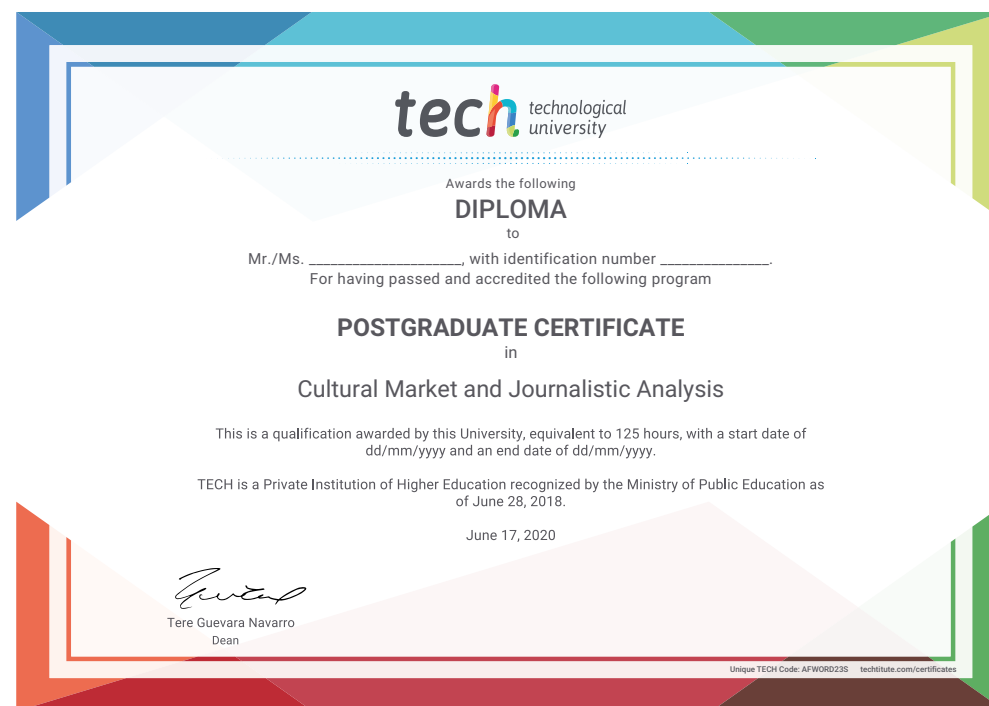 tech technological
university
Awards the following
DIPLOMA
to
Mr./Ms. _____________________, with identification number _______________.
For having passed and accredited the following program
POSTGRADUATE CERTIFICATE
in
Cultural Market and Journalistic Analysis
This is a qualification awarded by this University, equivalent to 125 hours, with a start date of
dd/mm/yyyy and an end date of dd/mm/yyyy.
TECH is a Private Institution of Higher Education recognized by the Ministry of Public Education as
of June 28, 2018.
June 17, 2020
Tere Guevara Navarro
Dean
Unique TECH Code: AFWORD23S techtitute.com/certificates